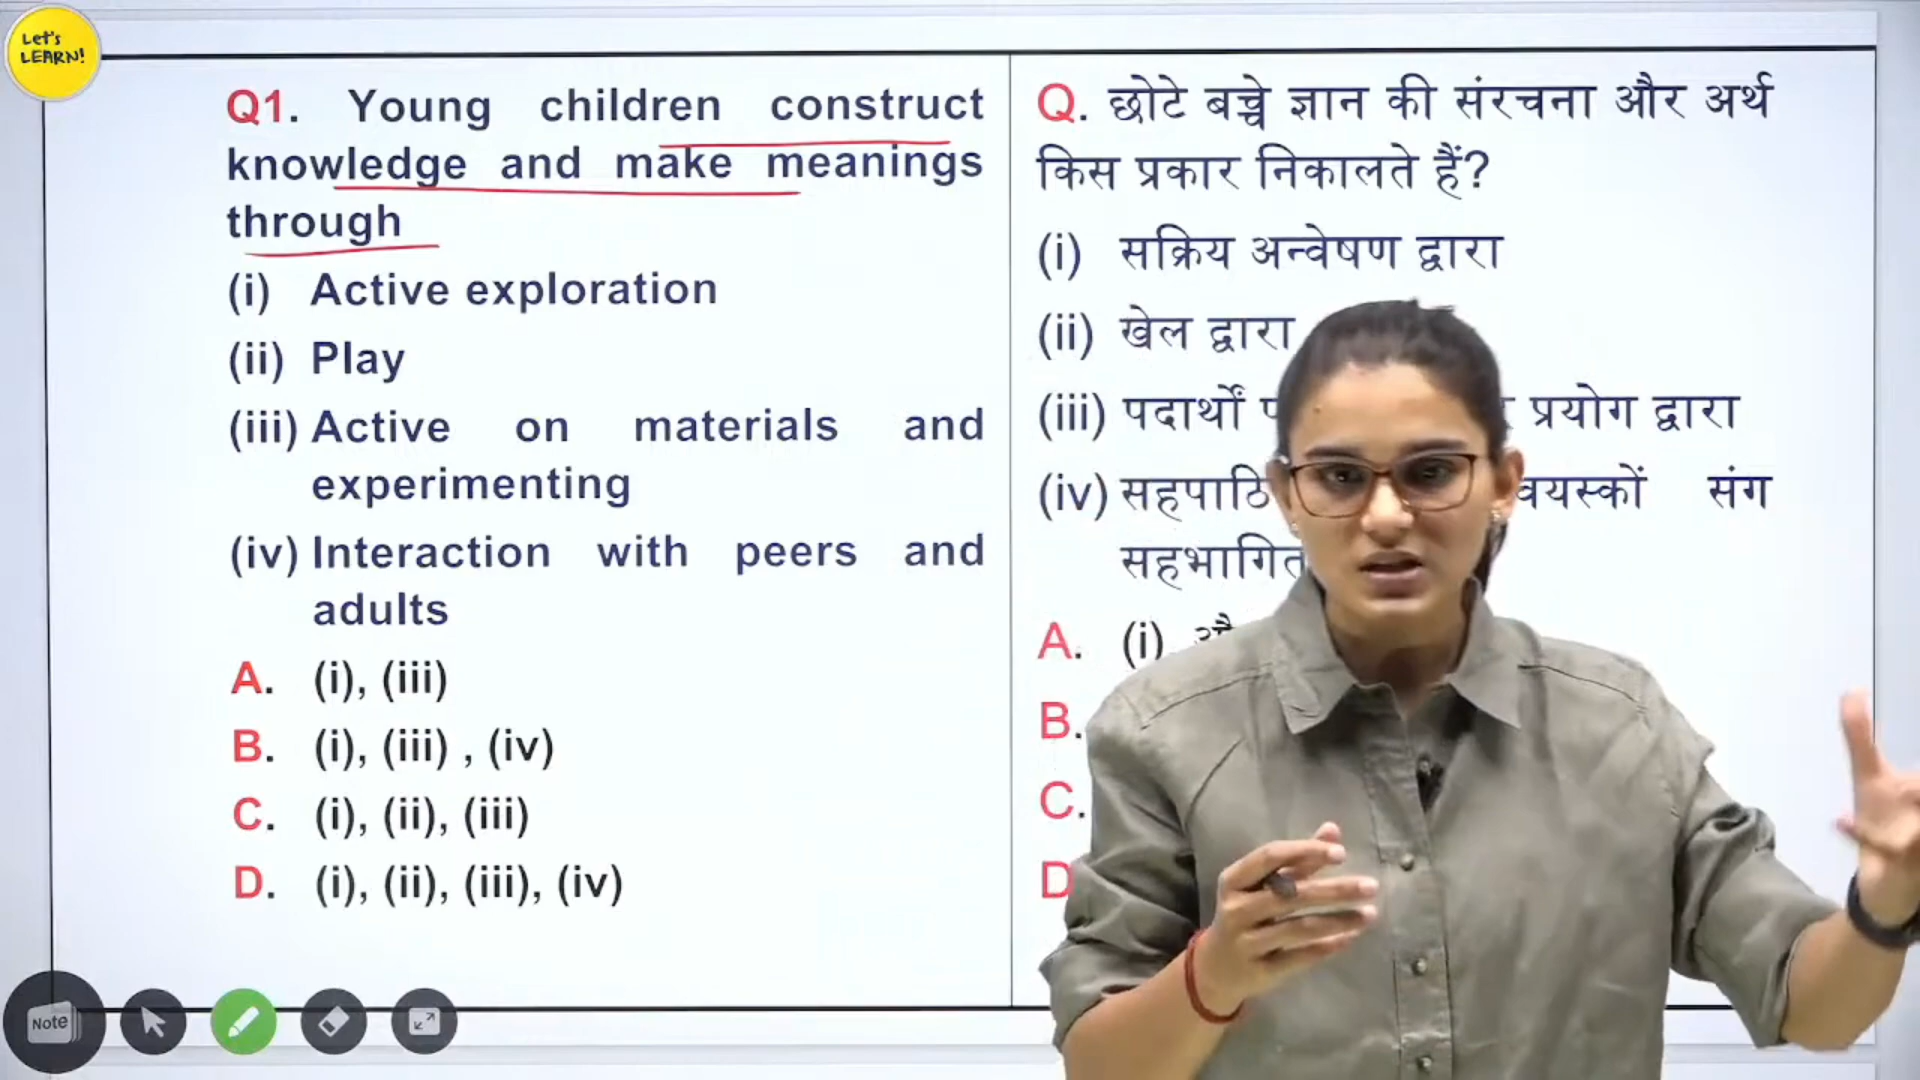 Let's
LEARN!
Q1. Young children construct
knowledge and make meanings
through
(i) Active exploration
(ii) Play
(iii) Active on materials and
experimenting
(iv) Interaction with peers and
adults
A. (i), (iii)
B. (i), (iii) , (iv)
C. (i), (ii), (iii)
D. (i), (ii), (iii), (iv)
Q. छोटे बच्चे ज्ञान की संरचना और अर्थ
किस प्रकार निकालते हैं?
(i) सक्रिय अन्वेषण द्वारा
(ii) खेल द्वारा
(iii) पदार्थों प्रयोग द्वारा
(iv) वयस्कों संग
A. (i)
B.
C.
D
Note